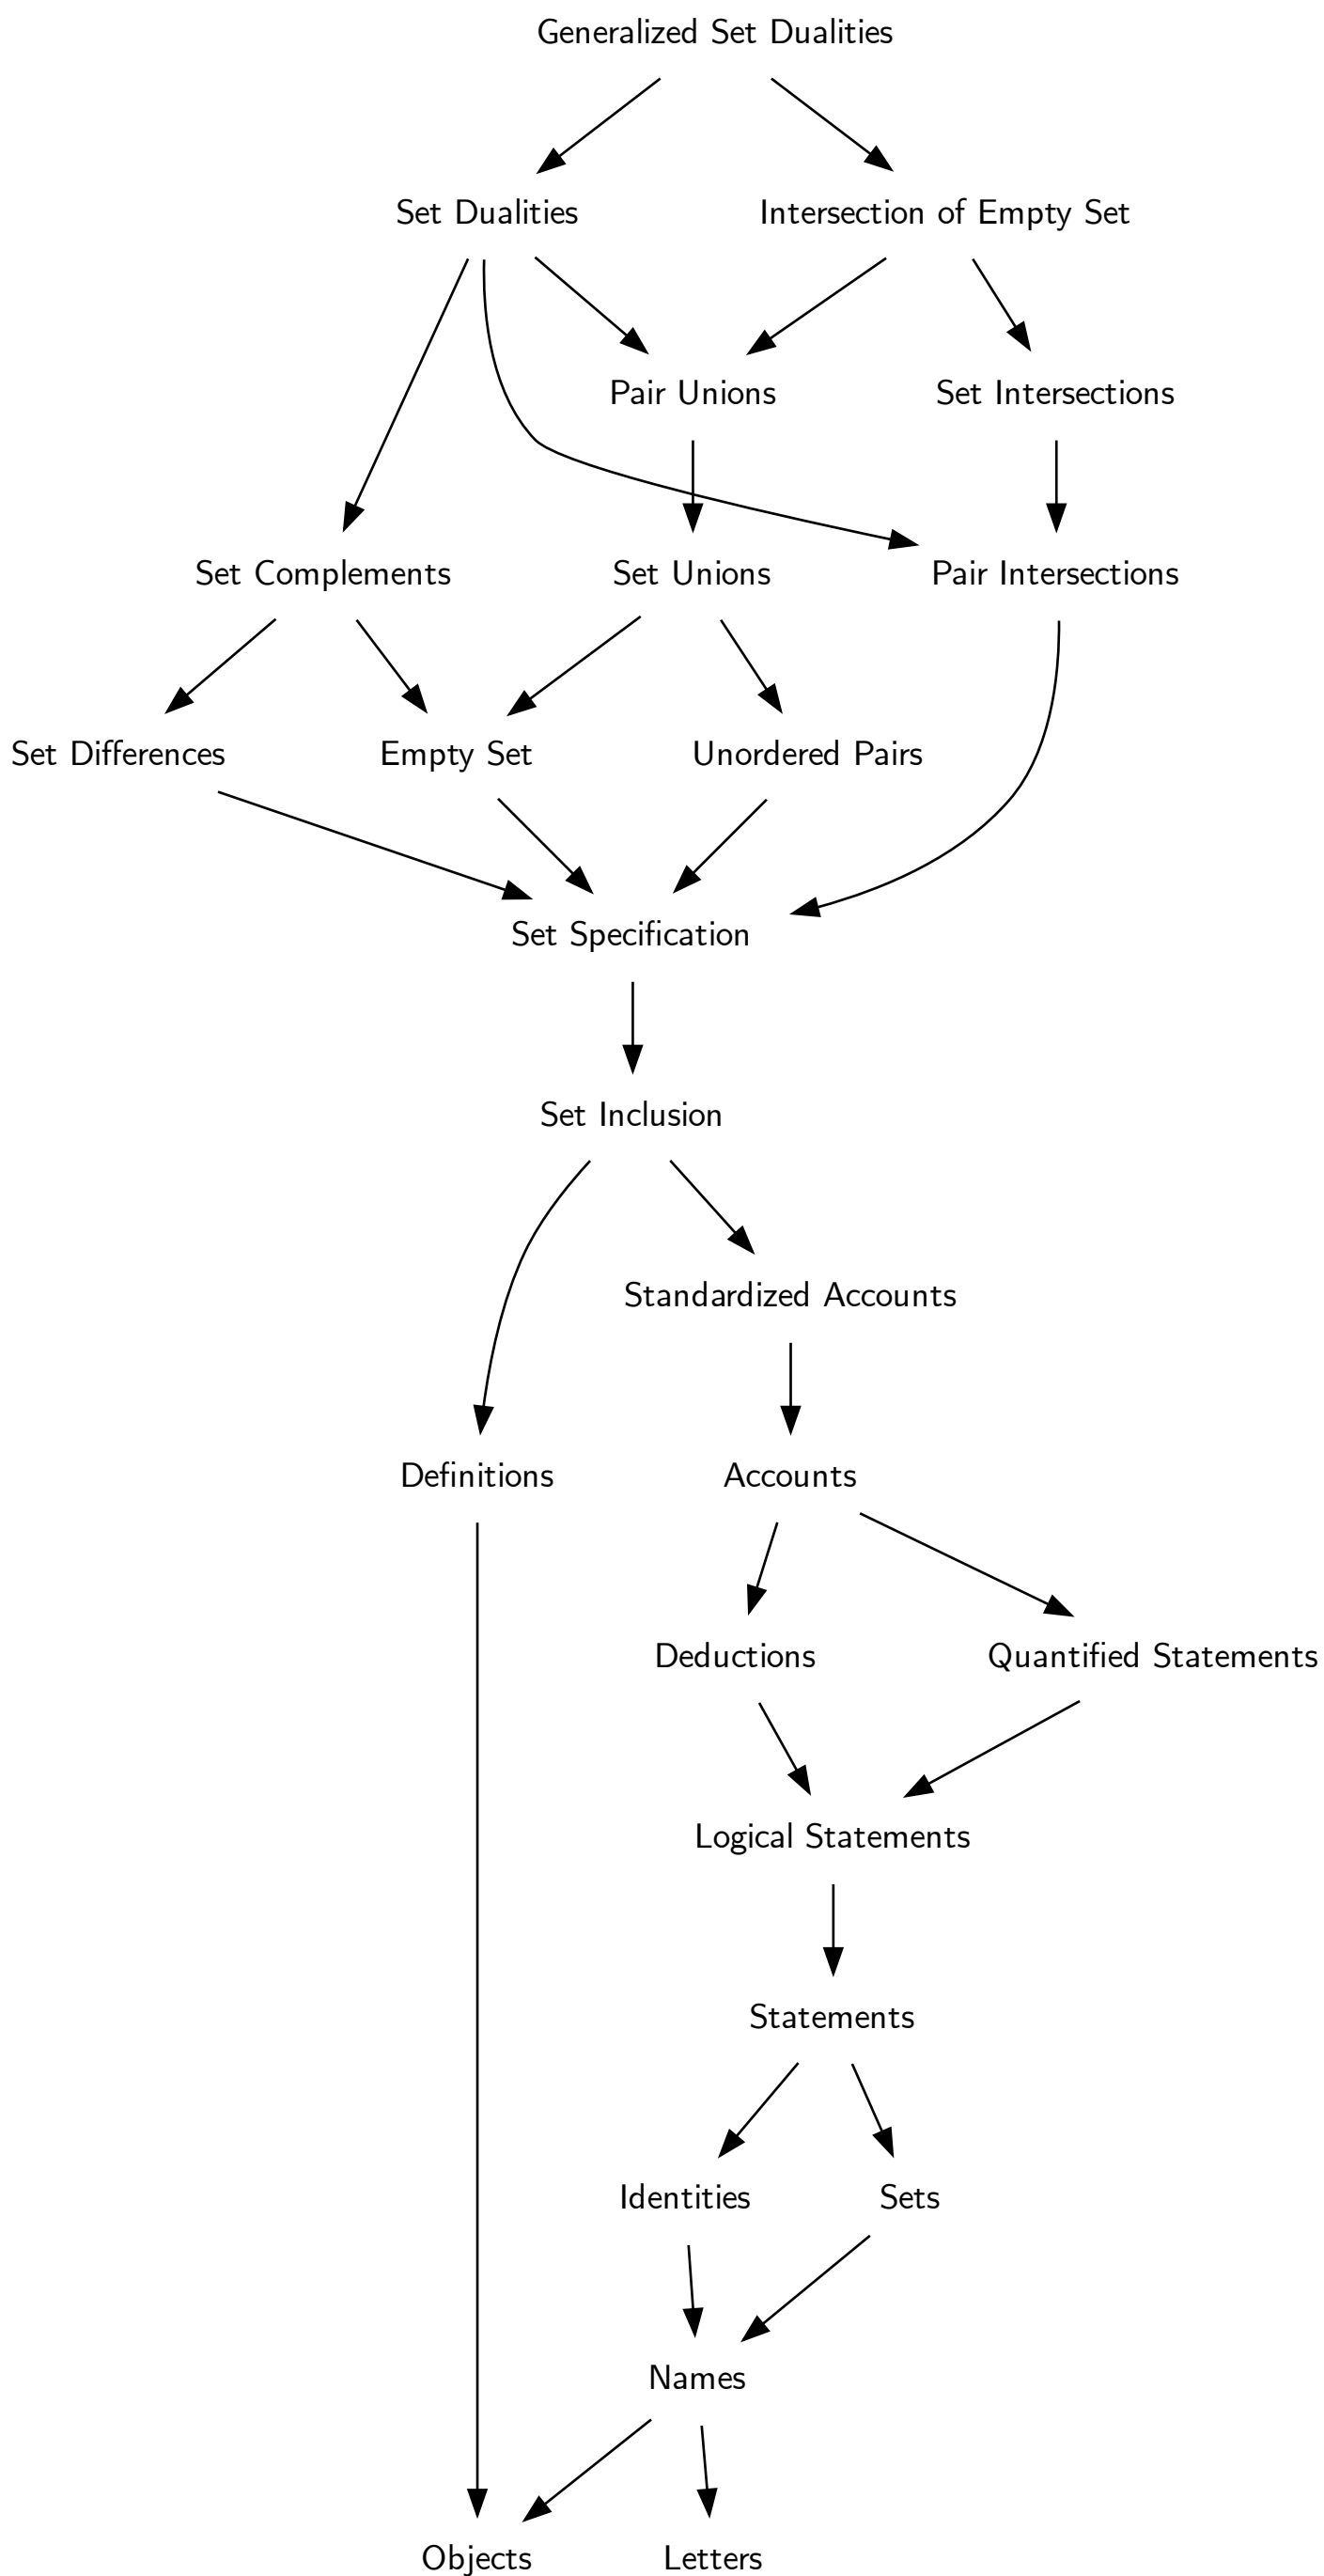 Generalized Set Dualities
Set Dualities
Intersection of Empty Set
Pair Unions
Set Intersections
Set Complements
Set Unions
Pair Intersections
Set Differences
Empty Set
Unordered Pairs
Set Specification
Set Inclusion
Standardized Accounts
Definitions
Accounts
Deductions
Quantified Statements
Logical Statements
Statements
Identities
Sets
Names
Objects
Letters